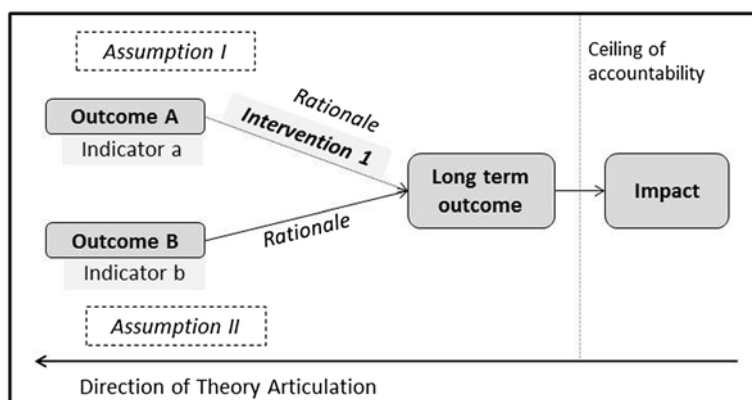 Assumption I
Ceiling of
accountability
Outcome A
Indicator a
Rationale
Intervention 1
Long term
outcome
Impact
Outcome B
Indicator b
Rationale
Assumption II
Direction of Theory Articulation